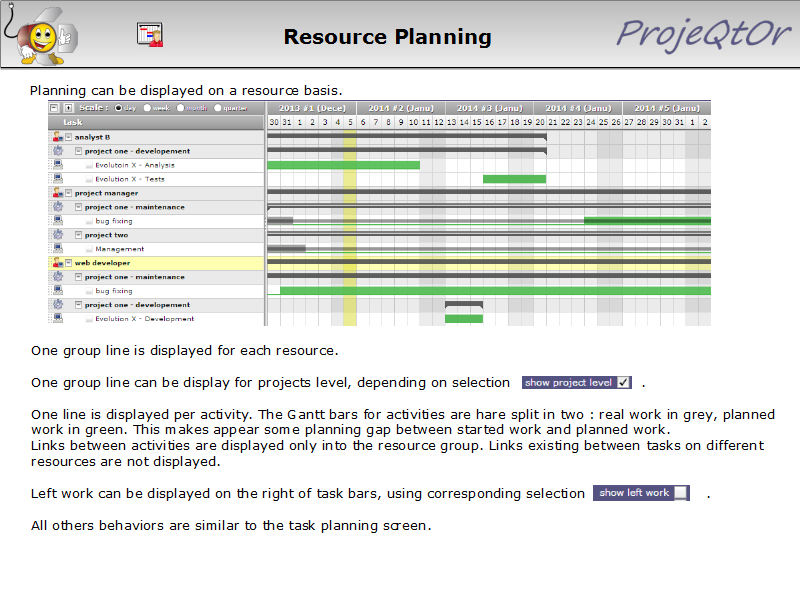 Resource Planning
ProjeQtOr
Planning can be displayed on a resource basis.
Scale : day week month quarter
2013 #1 (Dece) 2014 #2 (Janu) 2014 #3 (Janu) 2014 #4 (Janu) 2014 #5 (Janu)
task
30 31 1 2 3 4 5 6 7 8 9 10 11 12 13 14 15 16 17 18 19 20 21 22 23 24 25 26 27 28 29 30 31 1 2
analyst B
project one - developement
Evolutoin X - Analysis
Evolution X - Tests
project manager
project one - maintenance
bug fixing
project two
Management
web developer
project one - maintenance
bug fixing
project one - developement
Evolution X - Development
One group line is displayed for each resource.
One group line can be display for projects level, depending on selection show project level .
One line is displayed per activity. The Gantt bars for activities are hare split in two : real work in grey, planned
work in green. This makes appear some planning gap between started work and planned work.
Links between activities are displayed only into the resource group. Links existing between tasks on different
resources are not displayed.
Left work can be displayed on the right of task bars, using corresponding selection show left work .
All others behaviors are similar to the task planning screen.